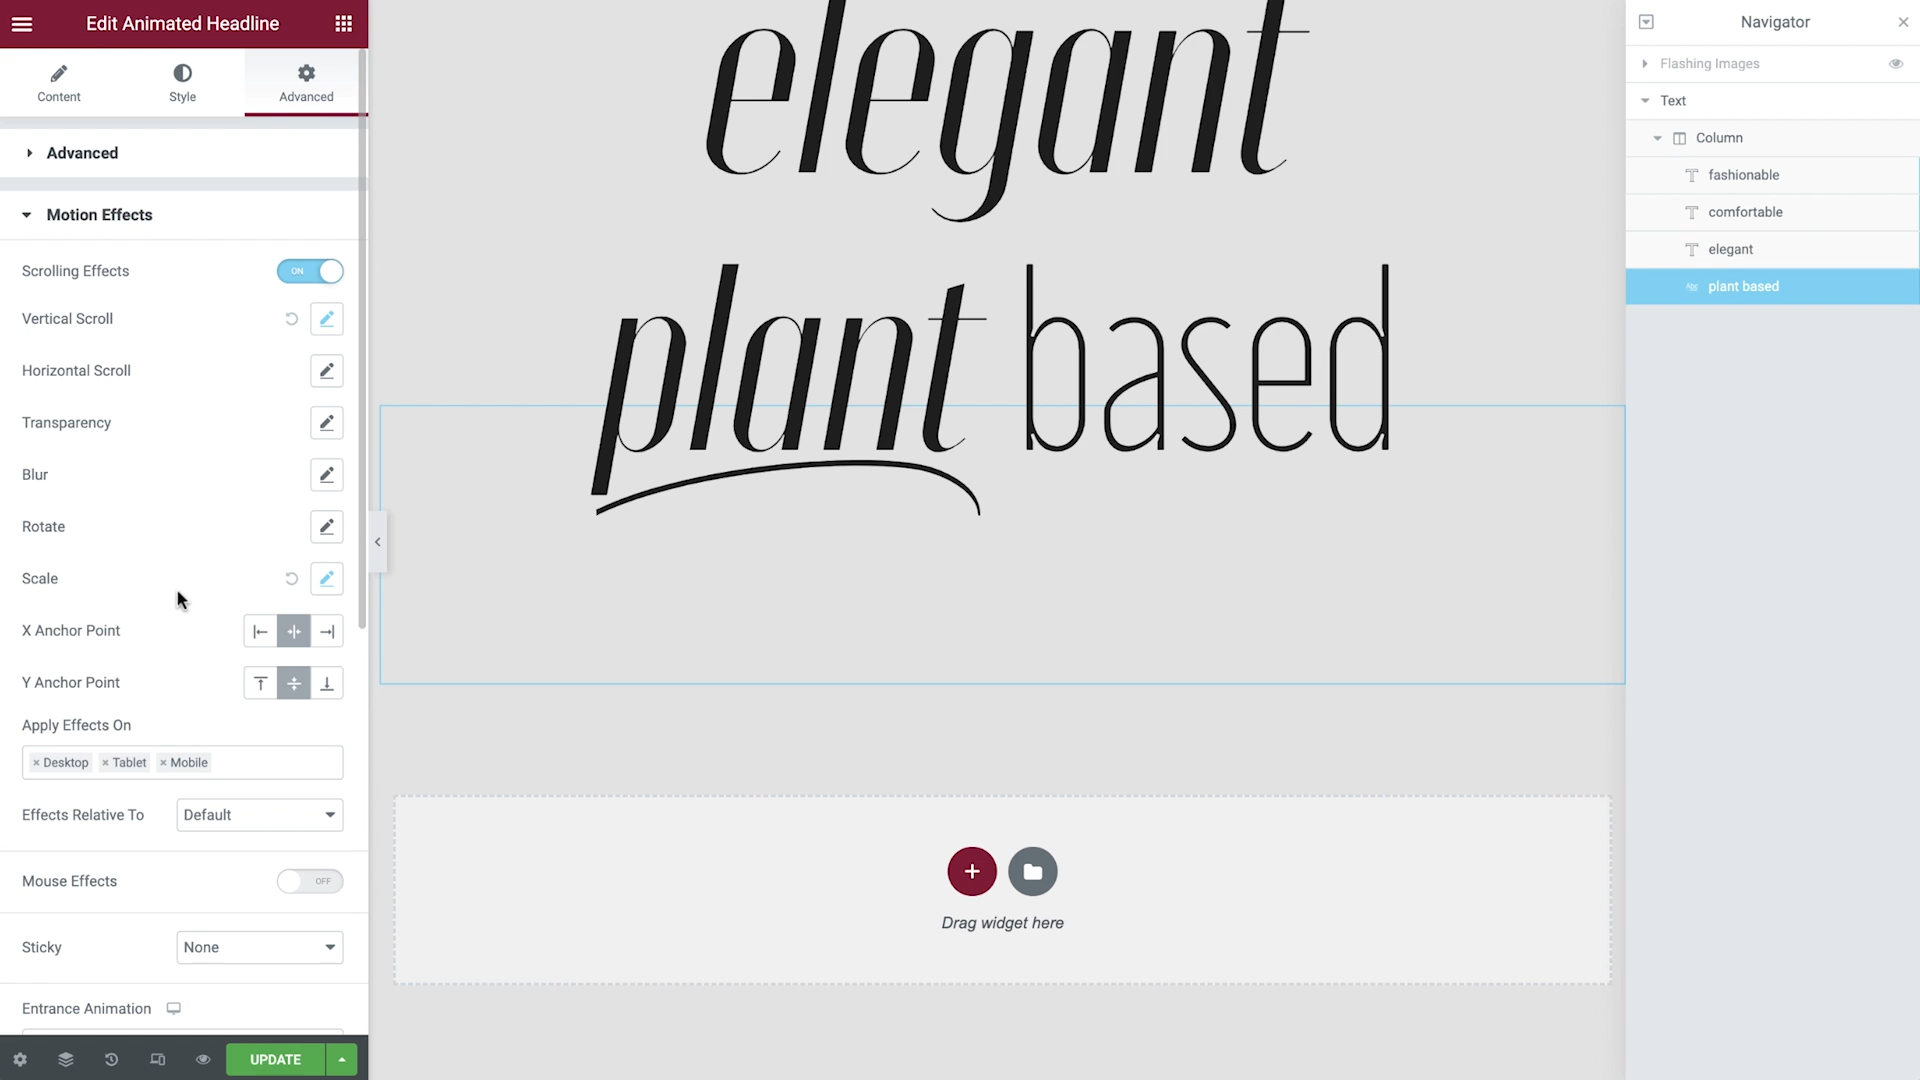 Edit Animated Headline
Content
Style
Advanced
Advanced
Motion Effects
Scrolling Effects
ON
Vertical Scroll
Horizontal Scroll
Transparency
Blur
Rotate
Scale
X Anchor Point
Y Anchor Point
Apply Effects On
× Desktop × Tablet × Mobile
Effects Relative To
Default
Mouse Effects
OFF
Sticky
None
Entrance Animation
UPDATE
elegant
plant based
+
Drag widget here
Navigator
×
Flashing Images
Text
Column
fashionable
comfortable
elegant
Abc plant based